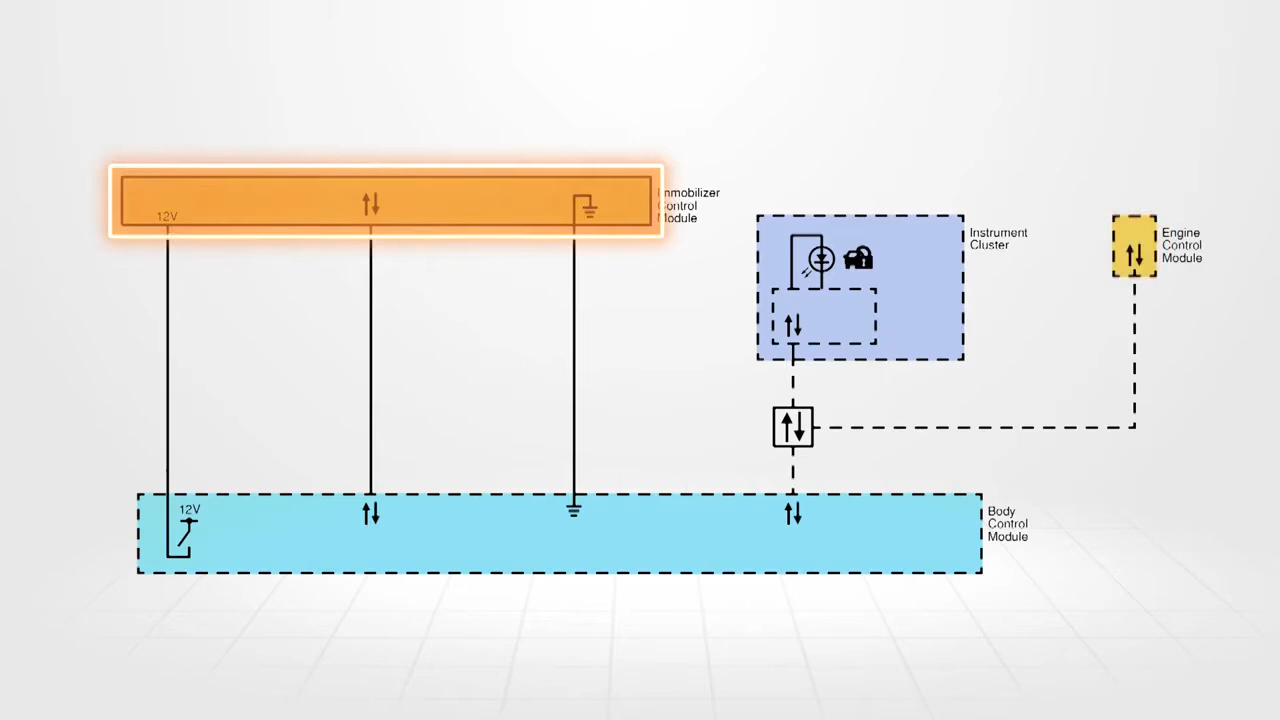 Immobilizer
Control
Module
12V
Instrument
Cluster
Engine
Control
Module
12V
Body
Control
Module